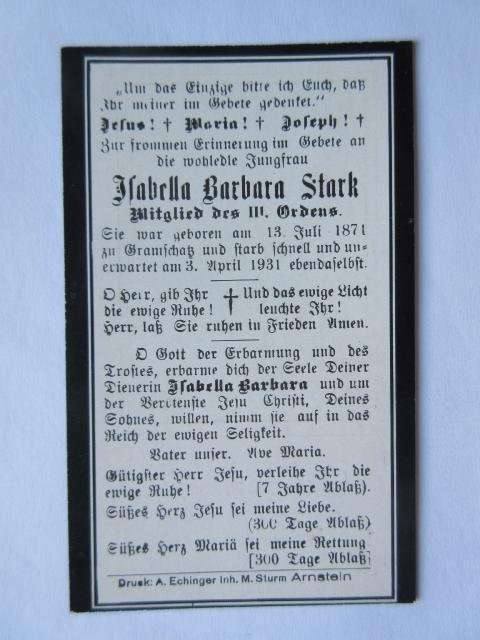 „Um das Einzige bitte ich Euch, daß
Ihr meiner im Gebete gedenket."
Jesus! † Maria! † Joseph! †
Zur frommen Erinnerung im Gebete an
die wohledle Jungfrau
Isabella Barbara Stark
Mitglied des III. Ordens.
Sie war geboren am 13. Juli 1871
zu Gramschatz und starb schnell und un-
erwartet am 3. April 1931 ebendaselbst.
O Herr, gib Ihr † Und das ewige Licht
die ewige Ruhe! leuchte Ihr!
Herr, laß Sie ruhen in Frieden Amen.
O Gott der Erbarmung und des
Trostes, erbarme dich der Seele Deiner
Dienerin Isabella Barbara und um
der Verdienste Jesu Christi, Deines
Sohnes, willen, nimm sie auf in das
Reich der ewigen Seligkeit.
Vater unser. Ave Maria.
Gütigster Herr Jesu, verleihe Ihr die
ewige Ruhe! [7 Jahre Ablaß).
Süßes Herz Jesu sei meine Liebe.
(300 Tage Ablaß)
Süßes Herz Mariä sei meine Rettung
[300 Tage Ablaß]
Druck: A. Echinger Inh. M. Sturm Arnstein